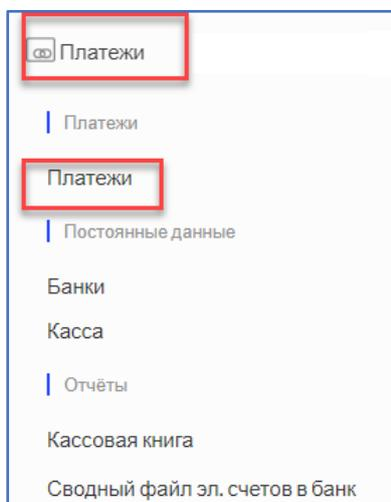 Платежи
Платежи
Платежи
Постоянные данные
Банки
Касса
Отчёты
Кассовая книга
Сводный файл эл. счетов в банк